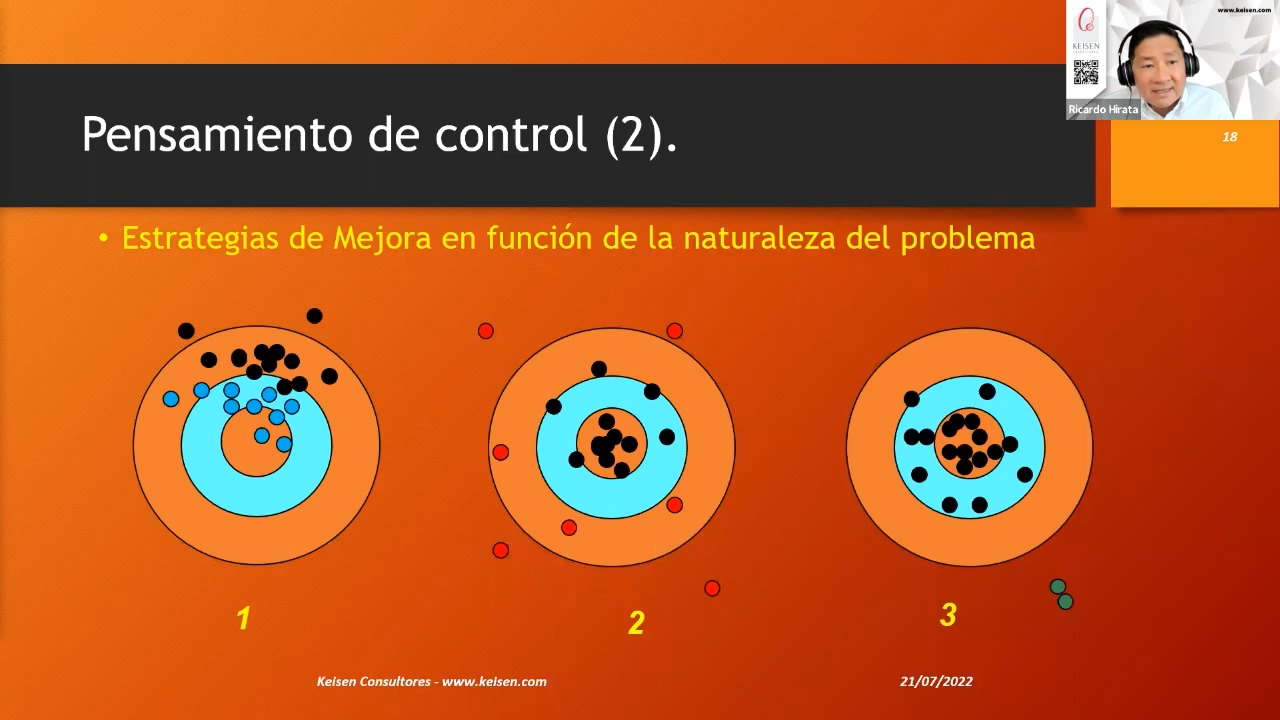 www.keisen.com
KEISEN
Ricardo Hirata
18
Pensamiento de control (2).
• Estrategias de Mejora en función de la naturaleza del problema
1
2
3
Keisen Consultores - www.keisen.com
21/07/2022